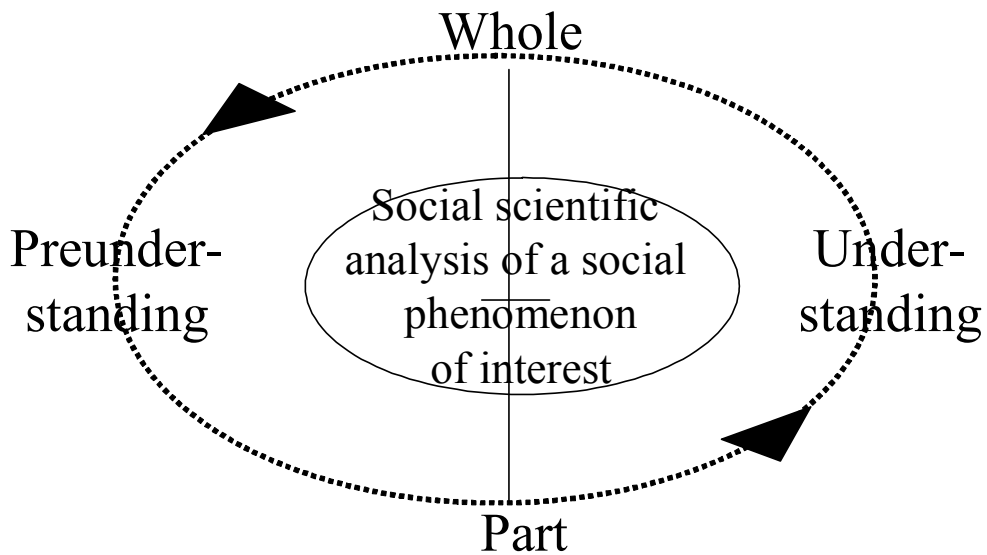 Whole
Preunder-
standing
Social scientific
analysis of a social
phenomenon
of interest
Under-
standing
Part